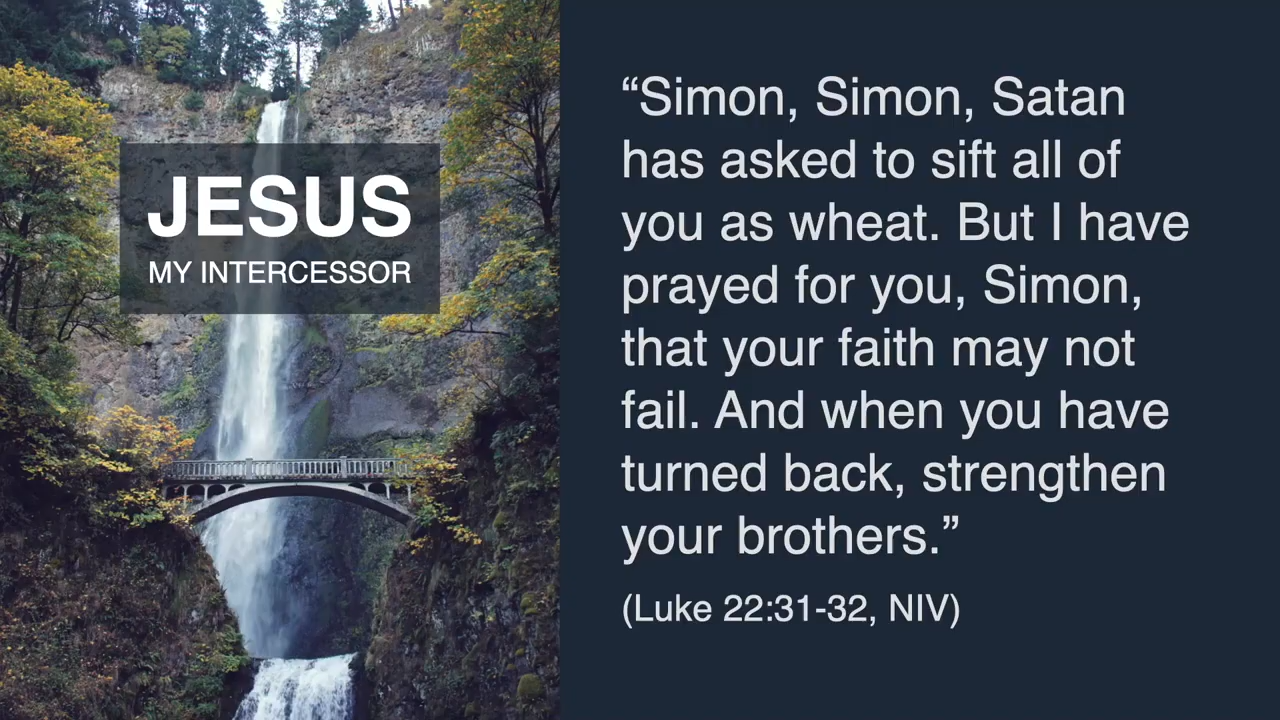 JESUS
MY INTERCESSOR
“Simon, Simon, Satan
has asked to sift all of
you as wheat. But I have
prayed for you, Simon,
that your faith may not
fail. And when you have
turned back, strengthen
your brothers.”
(Luke 22:31-32, NIV)